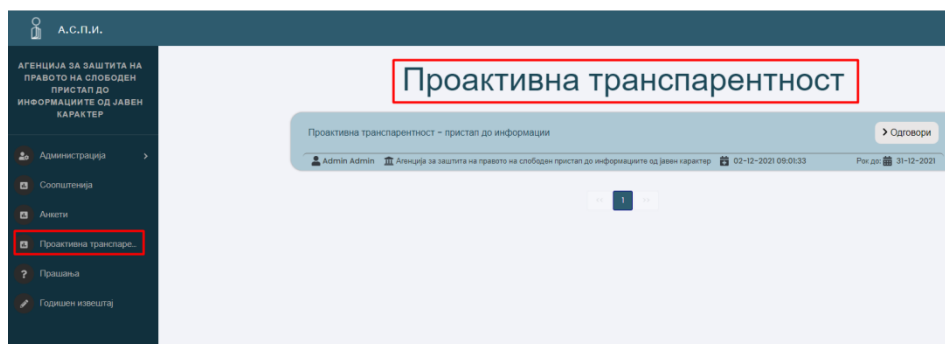 А.С.П.И.
АГЕНЦИЈА ЗА ЗАШТИТА НА
ПРАВОТО НА СЛОБОДЕН
ПРИСТАП ДО
ИНФОРМАЦИИТЕ ОД ЈАВЕН
КАРАКТЕР
Администрација
Соопштенија
Анкети
Проактивна транспаре...
Прашања
Годишен извештај
Проактивна транспарентност
Проактивна транспарентност - пристап до информации
Одговори
Admin Admin Агенција за заштита на правото на слободен пристап до информациите од јавен карактер 02-12-2021 09:01:33 Рок до: 31-12-2021
1